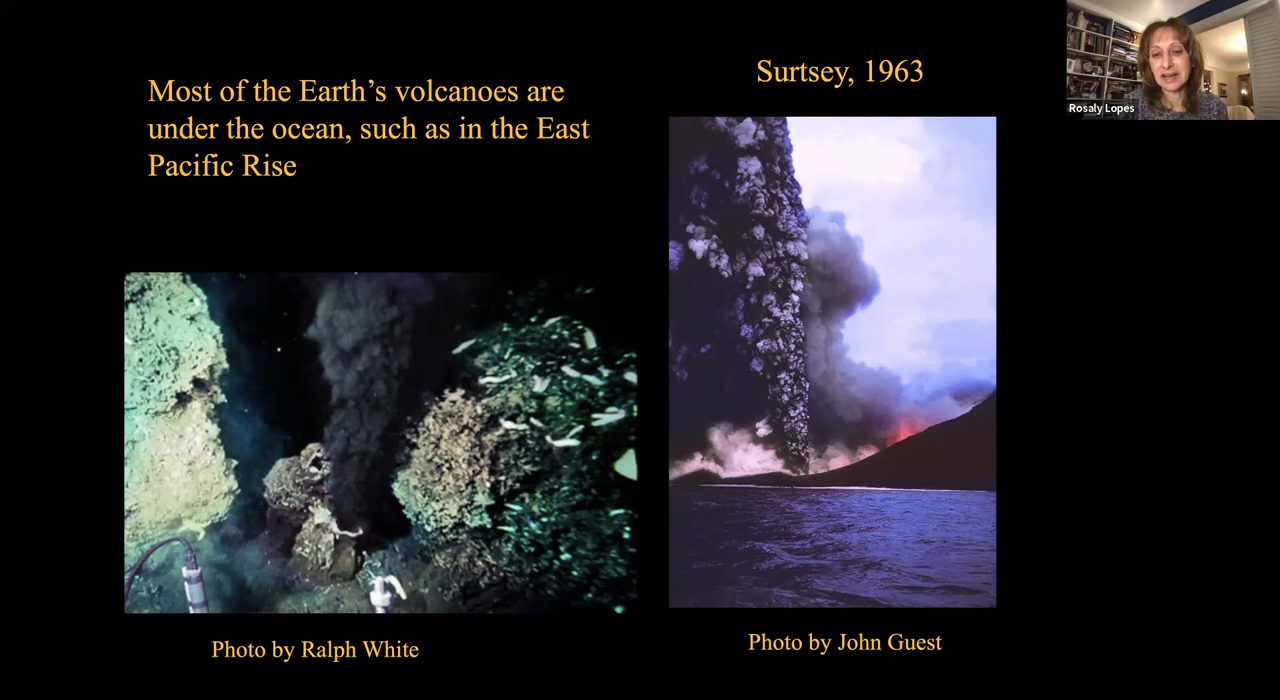 Most of the Earth’s volcanoes are
under the ocean, such as in the East
Pacific Rise
Surtsey, 1963
Rosaly Lopes
Photo by Ralph White
Photo by John Guest